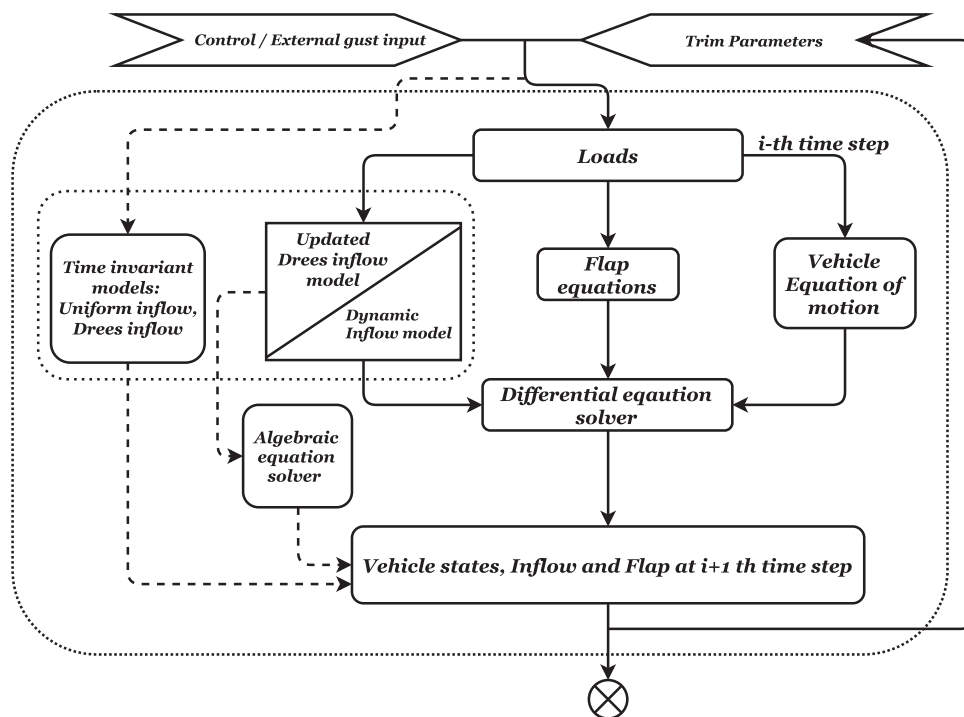 Control / External gust input
Trim Parameters
Loads
i-th time step
Updated
Drees inflow
model
Dynamic
Inflow model
Time invariant
models:
Uniform inflow,
Drees inflow
Flap
equations
Vehicle
Equation of
motion
Differential eqaution
solver
Algebraic
equation
solver
Vehicle states, Inflow and Flap at i+1 th time step